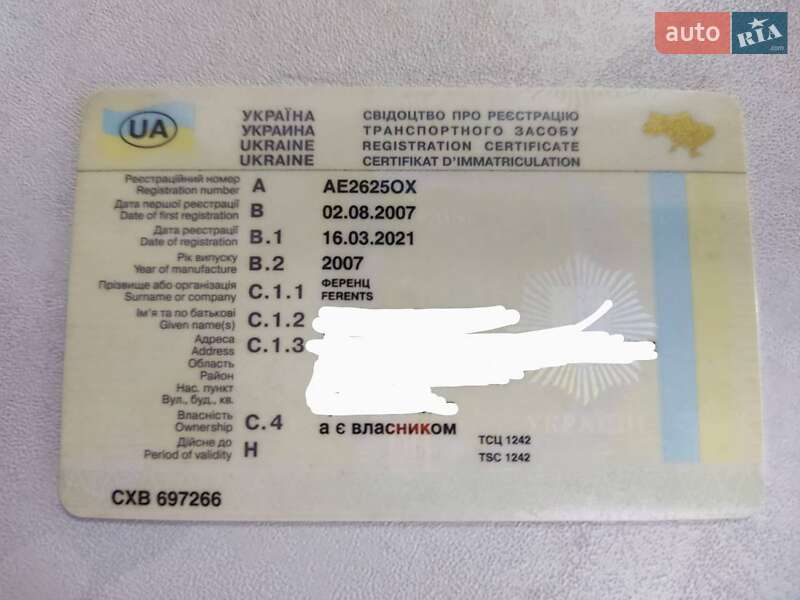 auto RIA.com
UA
УКРАЇНА СВІДОЦТВО ПРО РЕЄСТРАЦІЮ
УКРАИНА ТРАНСПОРТНОГО ЗАСОБУ
UKRAINE REGISTRATION CERTIFICATE
UKRAINE CERTIFIKAT D'IMMATRICULATION
Реєстраційний номер
Registration number A AE2625OX
Дата першої реєстрації
Date of first registration B 02.08.2007
Дата реєстрації
Date of registration B.1 16.03.2021
Рік випуску
Year of manufacture B.2 2007
Прізвище або організація C.1.1 ФЕРЕНЦ
Surname or company FERENTS
Ім'я та по батькові
Given name(s) C.1.2
Адреса C.1.3
Address
Область
Район
Нас. пункт
Вул., буд., кв.
Власність
Ownership C.4 а є власником
Дійсне до H ТСЦ 1242
Period of validity TSC 1242
СХВ 697266